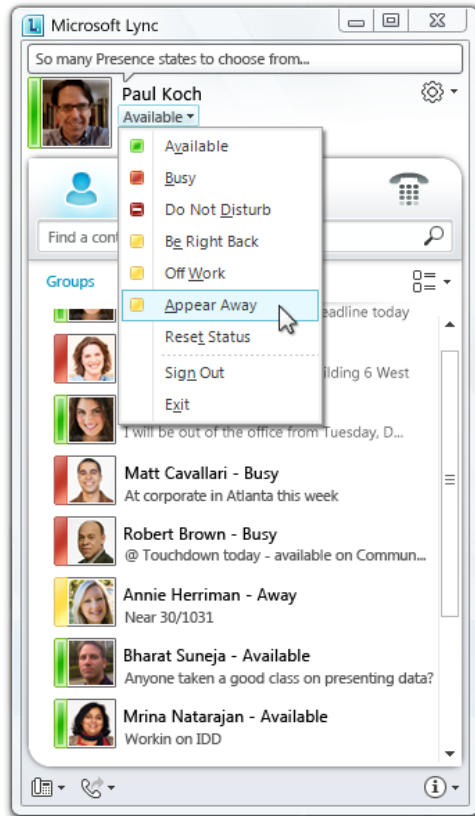 Microsoft Lync
So many Presence states to choose from...
Paul Koch
Available
Available
Busy
Do Not Disturb
Be Right Back
Off Work
Appear Away
Reset Status
Sign Out
Exit
Find a con
Groups
eadline today
ilding 6 West
I will be out of the office from Tuesday, D...
Matt Cavallari - Busy
At corporate in Atlanta this week
Robert Brown - Busy
@ Touchdown today - available on Commun...
Annie Herriman - Away
Near 30/1031
Bharat Suneja - Available
Anyone taken a good class on presenting data?
Mrina Natarajan - Available
Workin on IDD